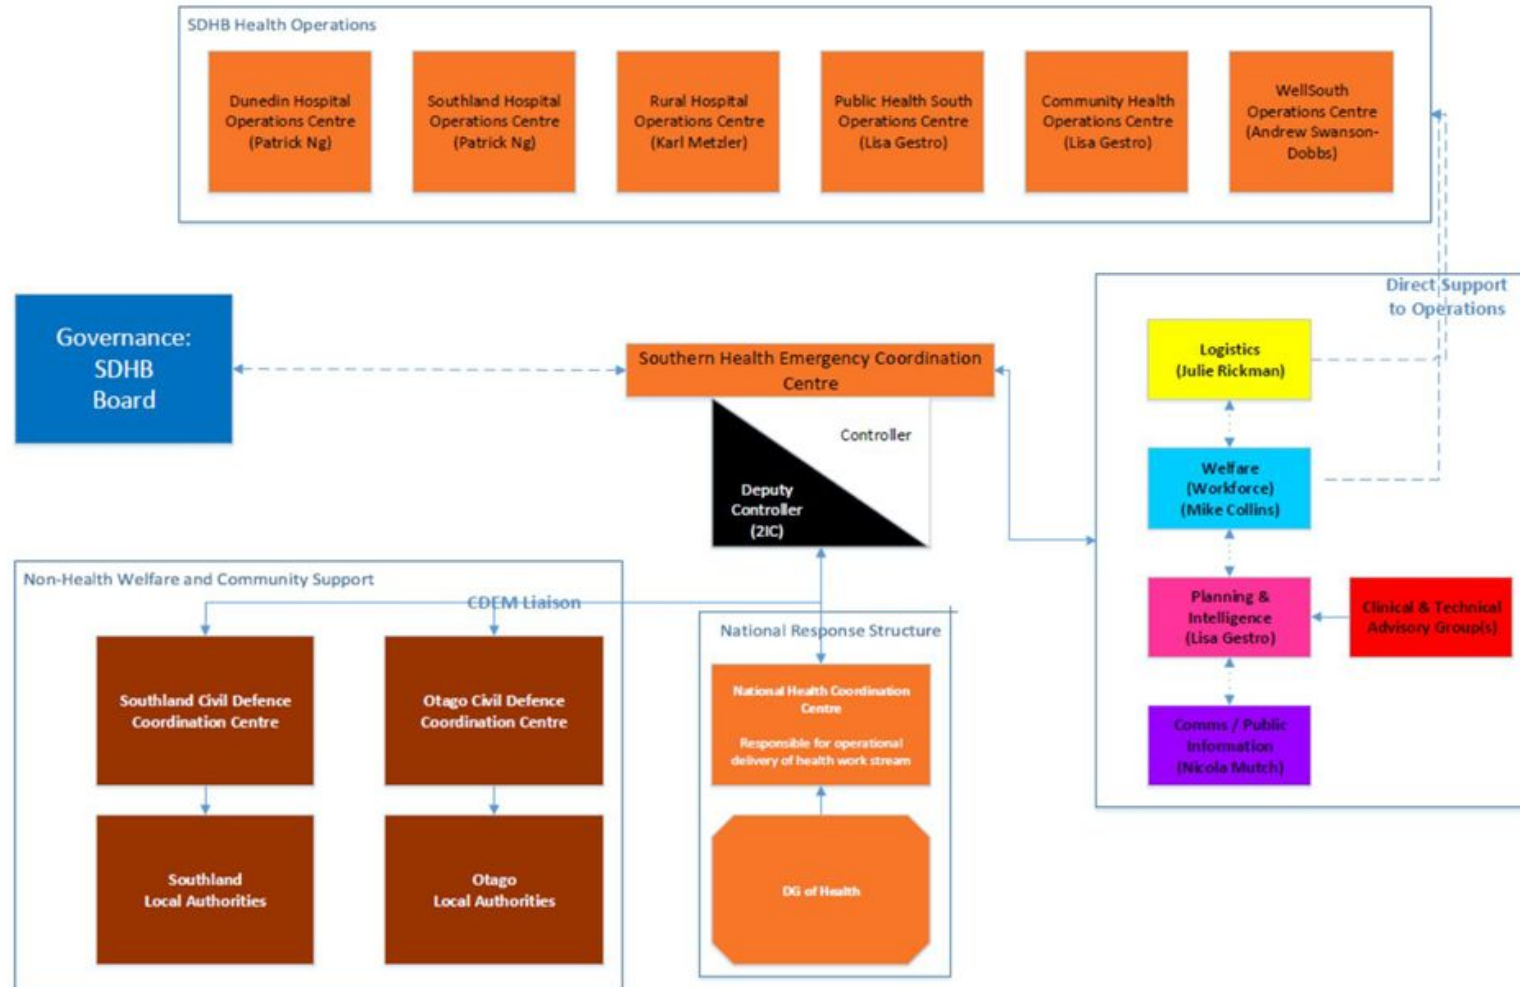 SDHB Health Operations
Dunedin Hospital
Operations Centre
(Patrick Ng)
Southland Hospital
Operations Centre
(Patrick Ng)
Rural Hospital
Operations Centre
(Karl Metzler)
Public Health South
Operations Centre
(Lisa Gestro)
Community Health
Operations Centre
(Lisa Gestro)
WellSouth
Operations Centre
(Andrew Swanson-
Dobbs)
Governance:
SDHB
Board
Southern Health Emergency Coordination
Centre
Controller
Deputy
Controller
(2IC)
Direct Support
to Operations
Logistics
(Julie Rickman)
Welfare
(Workforce)
(Mike Collins)
Planning &
Intelligence
(Lisa Gestro)
Clinical & Technical
Advisory Group(s)
Comms / Public
Information
(Nicola Mutch)
Non-Health Welfare and Community Support
CDEM Liaison
Southland Civil Defence
Coordination Centre
Otago Civil Defence
Coordination Centre
Southland
Local Authorities
Otago
Local Authorities
National Response Structure
National Health Coordination
Centre
Responsible for operational
delivery of health work stream
DG of Health